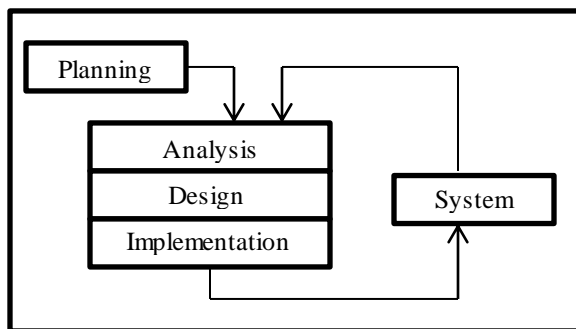 Planning
Analysis
Design
System
Implementation